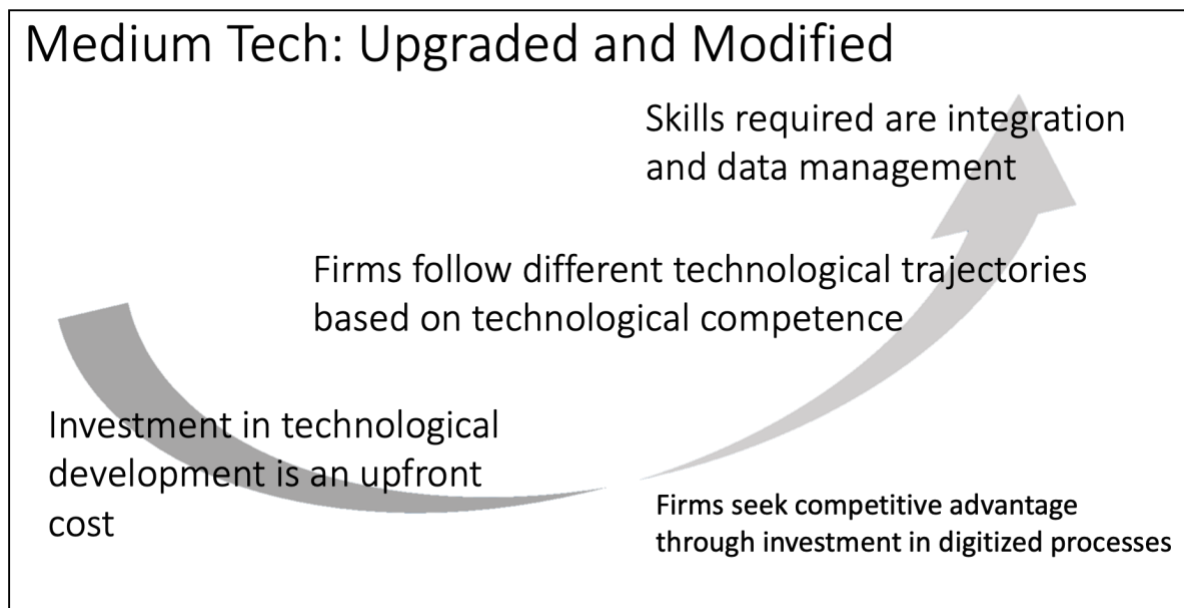 Medium Tech: Upgraded and Modified
Skills required are integration
and data management
Firms follow different technological trajectories
based on technological competence
Investment in technological
development is an upfront
cost
Firms seek competitive advantage
through investment in digitized processes